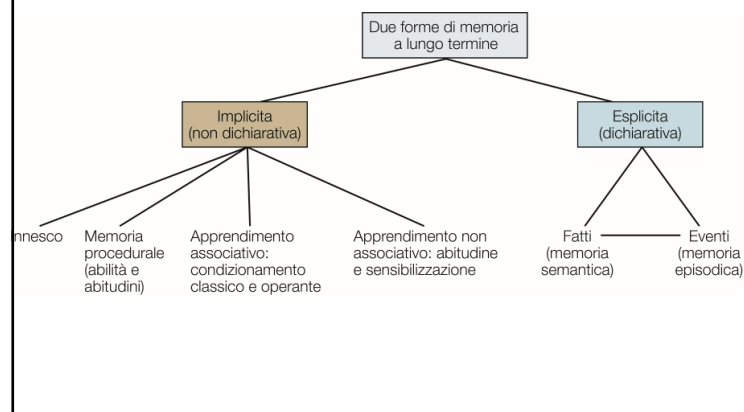 Due forme di memoria
a lungo termine
Implicita
(non dichiarativa)
Esplicita
(dichiarativa)
Innesco
Memoria
procedurale
(abilità e
abitudini)
Apprendimento
associativo:
condizionamento
classico e operante
Apprendimento non
associativo: abitudine
e sensibilizzazione
Fatti
(memoria
semantica)
Eventi
(memoria
episodica)